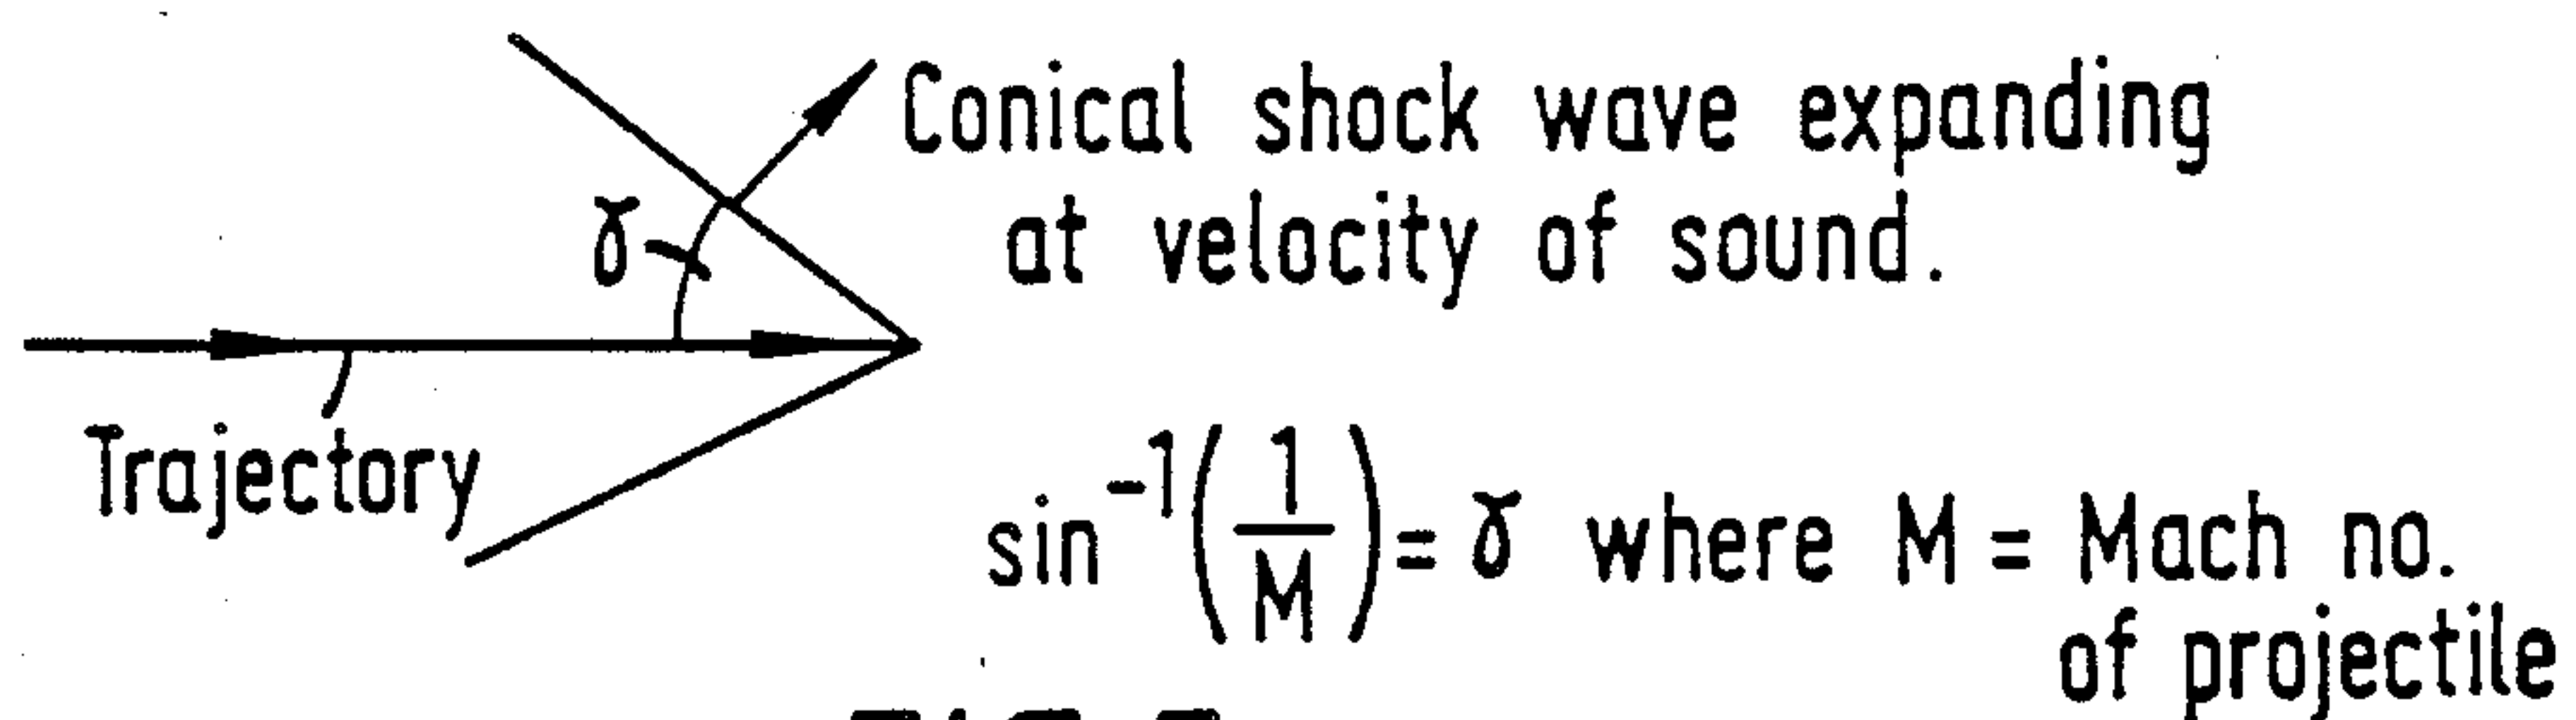 Conical shock wave expanding
at velocity of sound.
γ
Trajectory
sin⁻¹(1/M) = γ where M = Mach no.
of projectile